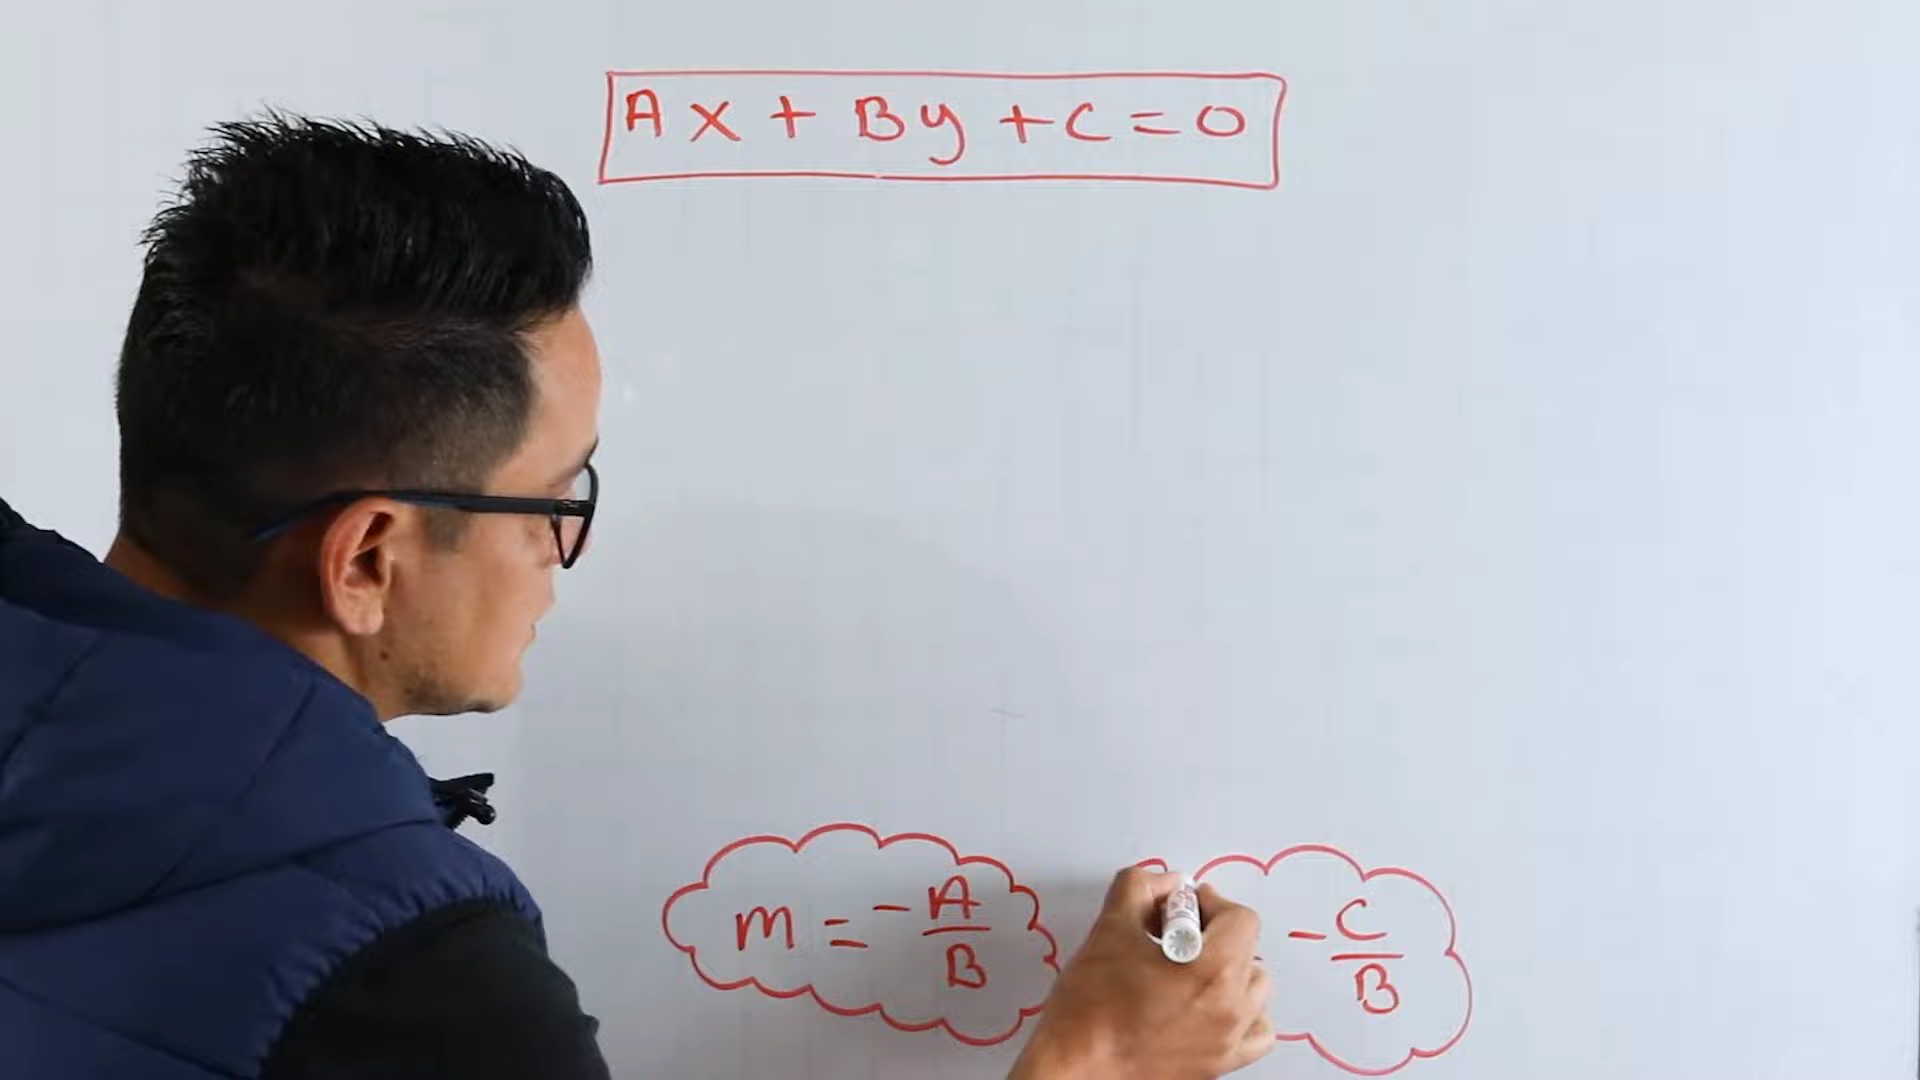 Ax + By + C = 0
m = -A/B
-C/B